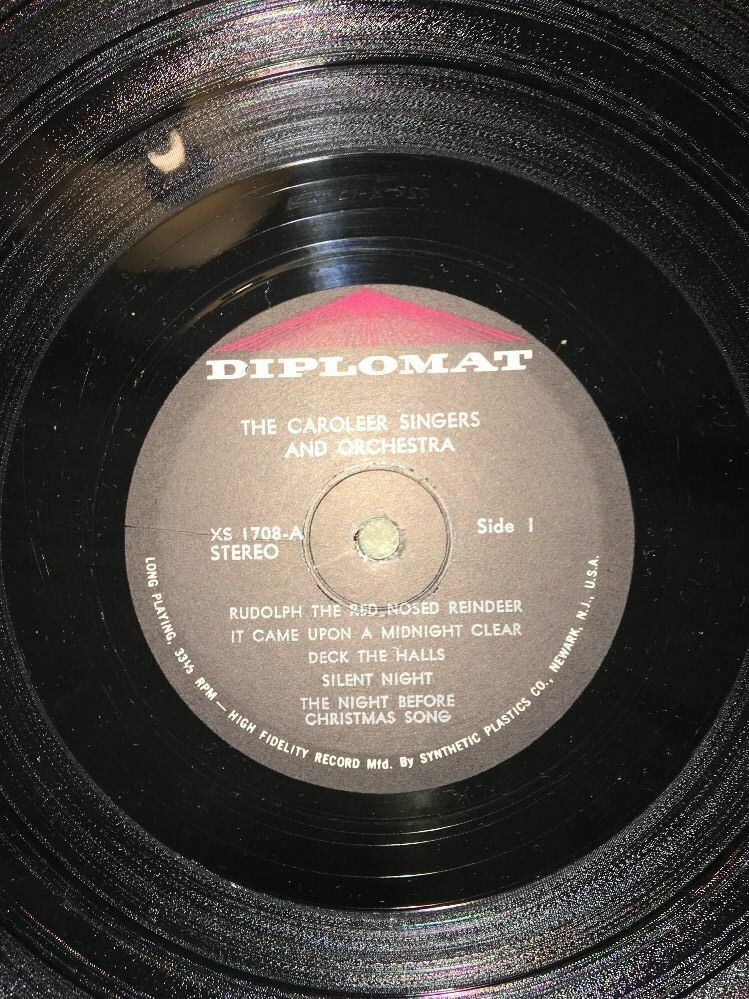 DIPLOMAT
THE CAROLEER SINGERS
AND ORCHESTRA
XS 1708-A
STEREO
Side 1
RUDOLPH THE RED NOSED REINDEER
IT CAME UPON A MIDNIGHT CLEAR
DECK THE HALLS
SILENT NIGHT
THE NIGHT BEFORE
CHRISTMAS SONG
LONG PLAYING, 33⅓ RPM — HIGH FIDELITY RECORD Mfd. By SYNTHETIC PLASTICS CO., NEWARK, N.J., U.S.A.